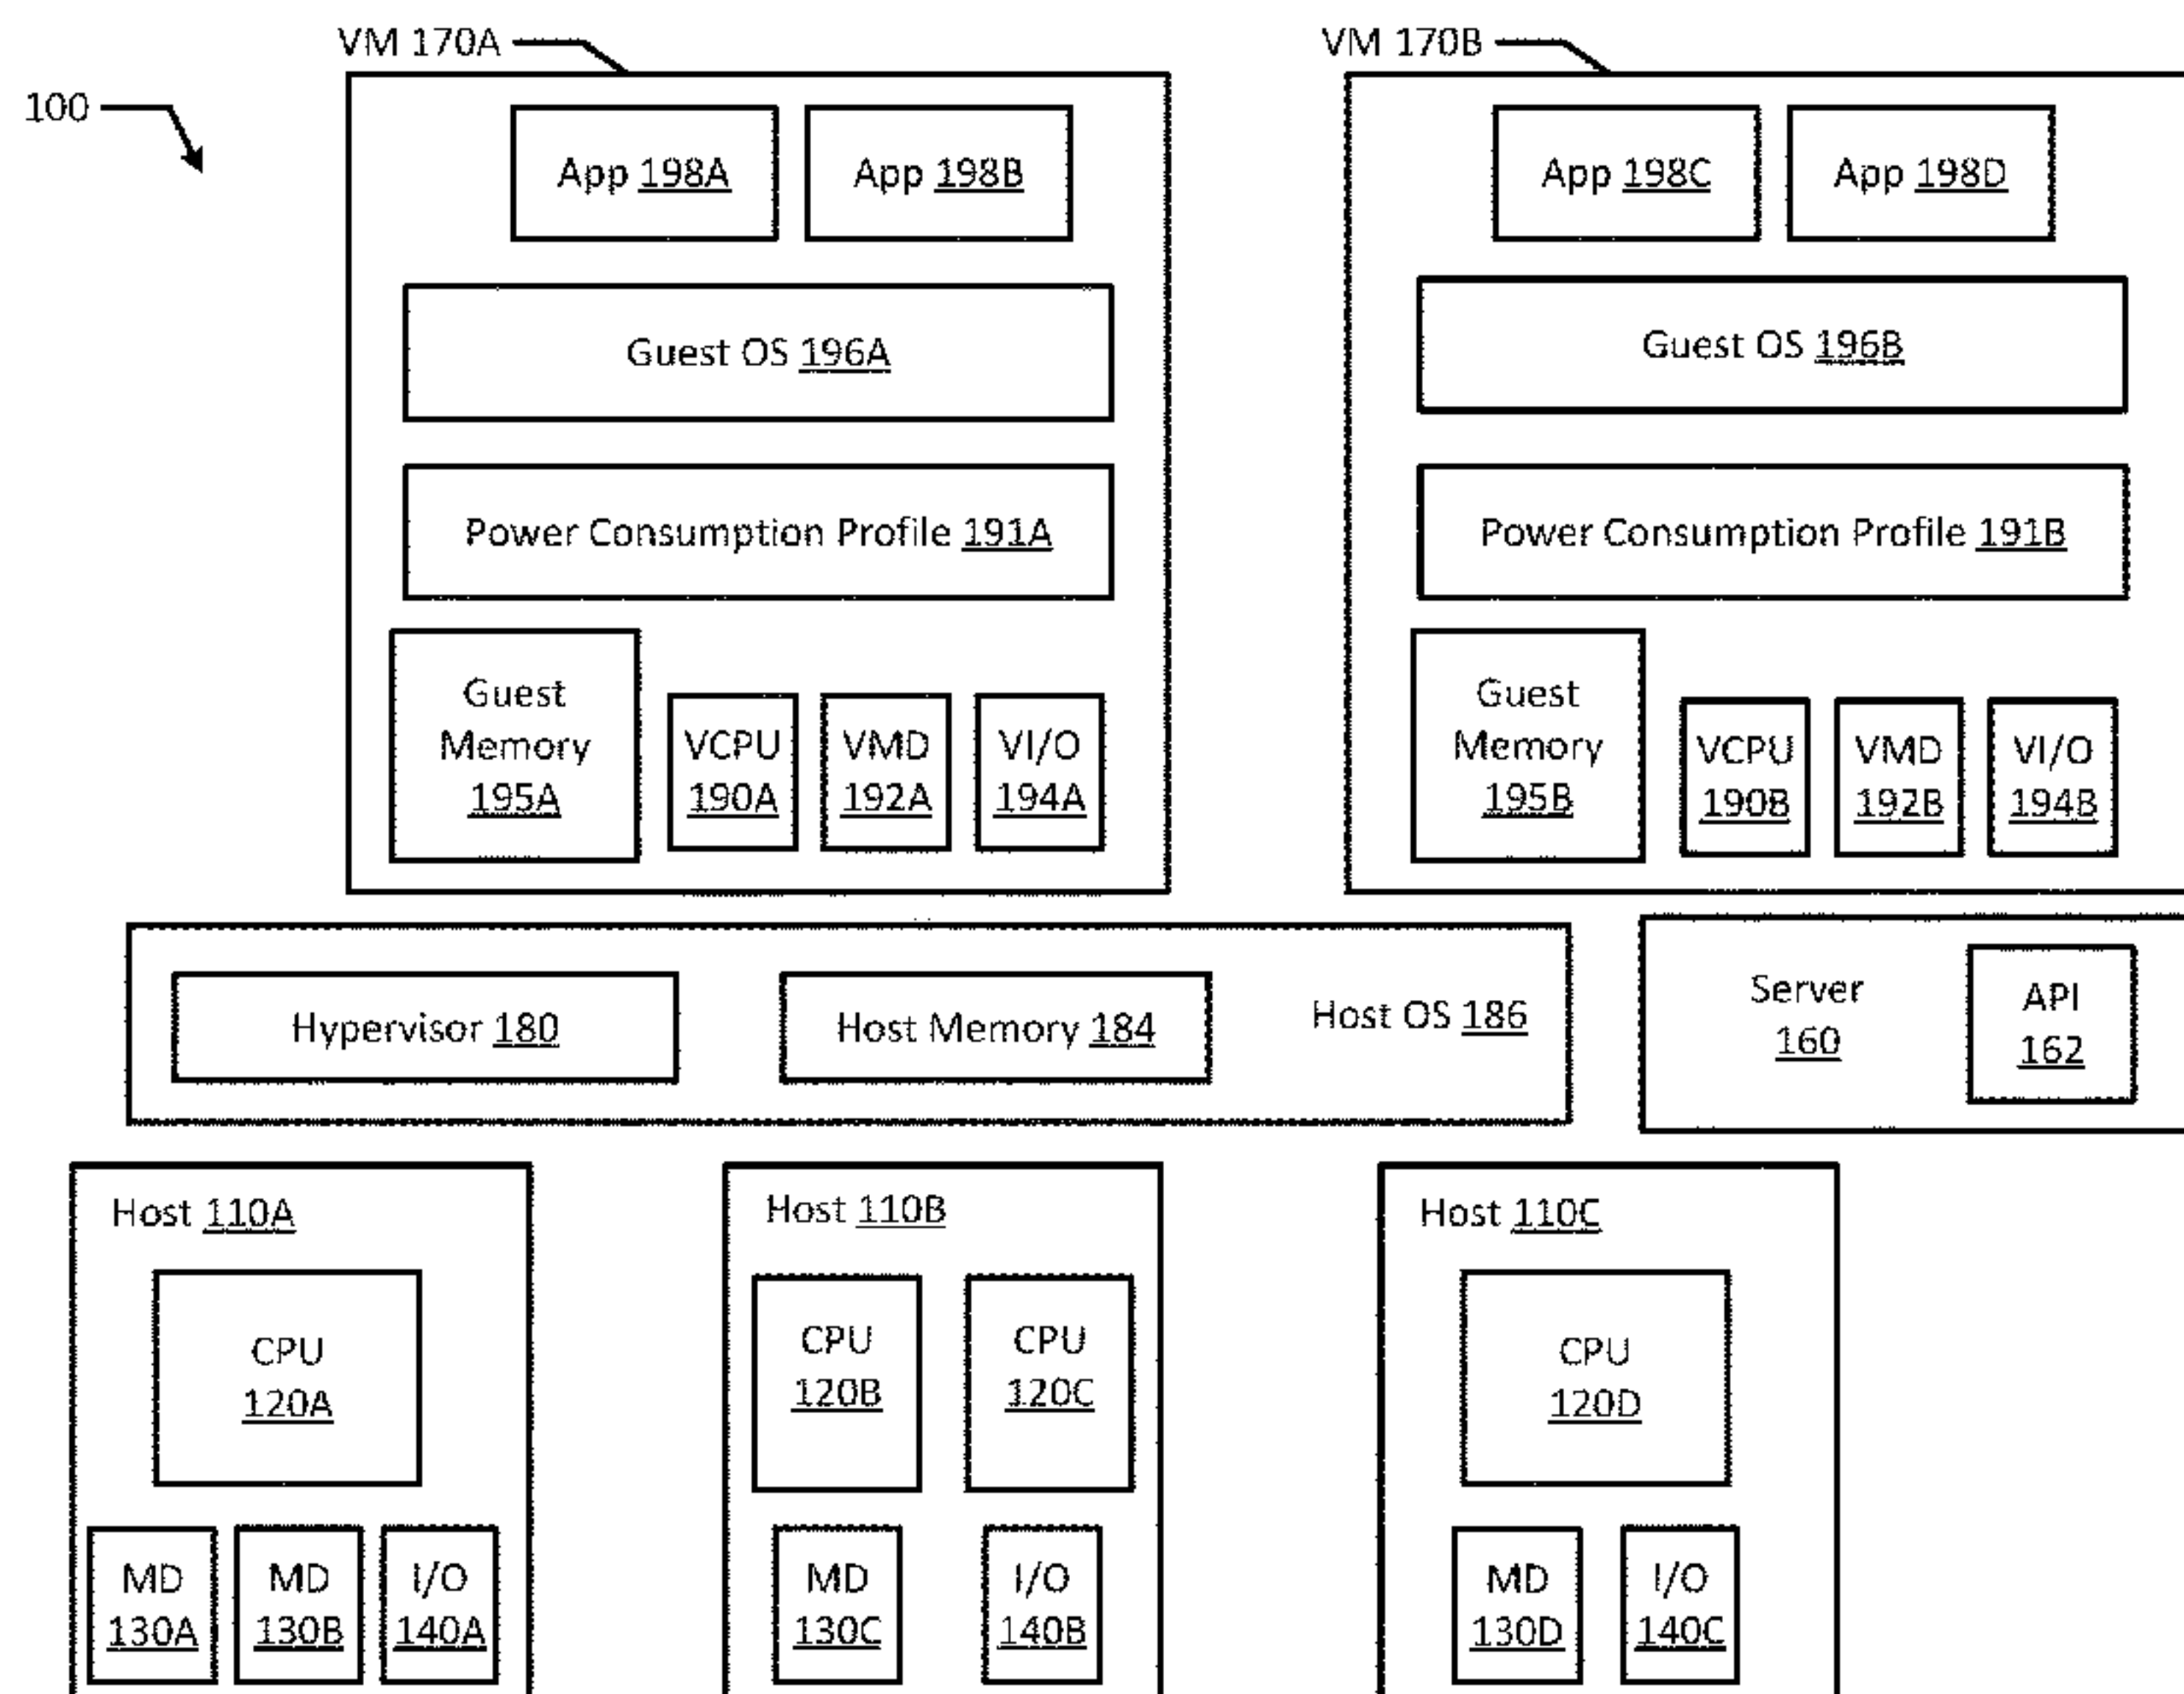 VM 170A
VM 170B
100
App 198A
App 198B
App 198C
App 198D
Guest OS 196A
Guest OS 196B
Power Consumption Profile 191A
Power Consumption Profile 191B
Guest
Memory
195A
VCPU
190A
VMD
192A
VI/O
194A
Guest
Memory
195B
VCPU
190B
VMD
192B
VI/O
194B
Hypervisor 180
Host Memory 184
Host OS 186
Server
160
API
162
Host 110A
CPU
120A
MD
130A
MD
130B
I/O
140A
Host 110B
CPU
120B
CPU
120C
MD
130C
I/O
140B
Host 110C
CPU
120D
MD
130D
I/O
140C